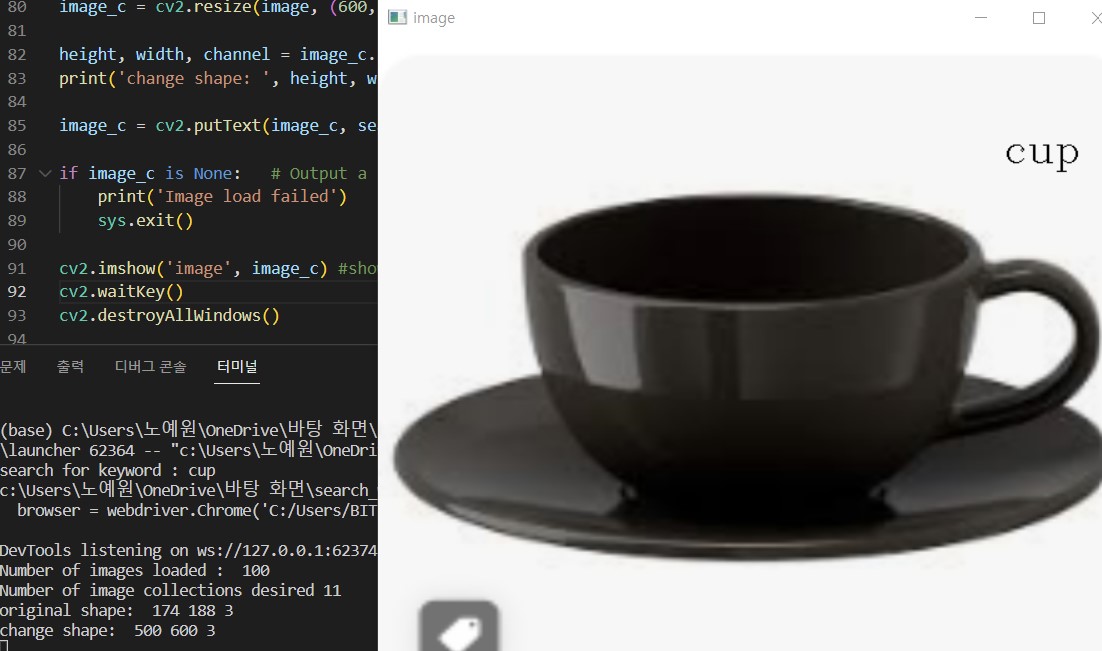 80 image_c = cv2.resize(image, (600,
81
82 height, width, channel = image_c.
83 print('change shape: ', height, w
84
85 image_c = cv2.putText(image_c, se
86
87 if image_c is None:   # Output a
88     print('Image load failed')
89     sys.exit()
90
91 cv2.imshow('image', image_c) #sho
92 cv2.waitKey()
93 cv2.destroyAllWindows()
94
문제 출력 디버그 콘솔 터미널
(base) C:\Users\노예원\OneDrive\바탕 화면\
\launcher 62364 -- "c:\Users\노예원\OneDri
search for keyword : cup
c:\Users\노예원\OneDrive\바탕 화면\search_
  browser = webdriver.Chrome('C:/Users/BIT
DevTools listening on ws://127.0.0.1:62374
Number of images loaded :  100
Number of image collections desired 11
original shape:  174 188 3
change shape:  500 600 3
image
cup